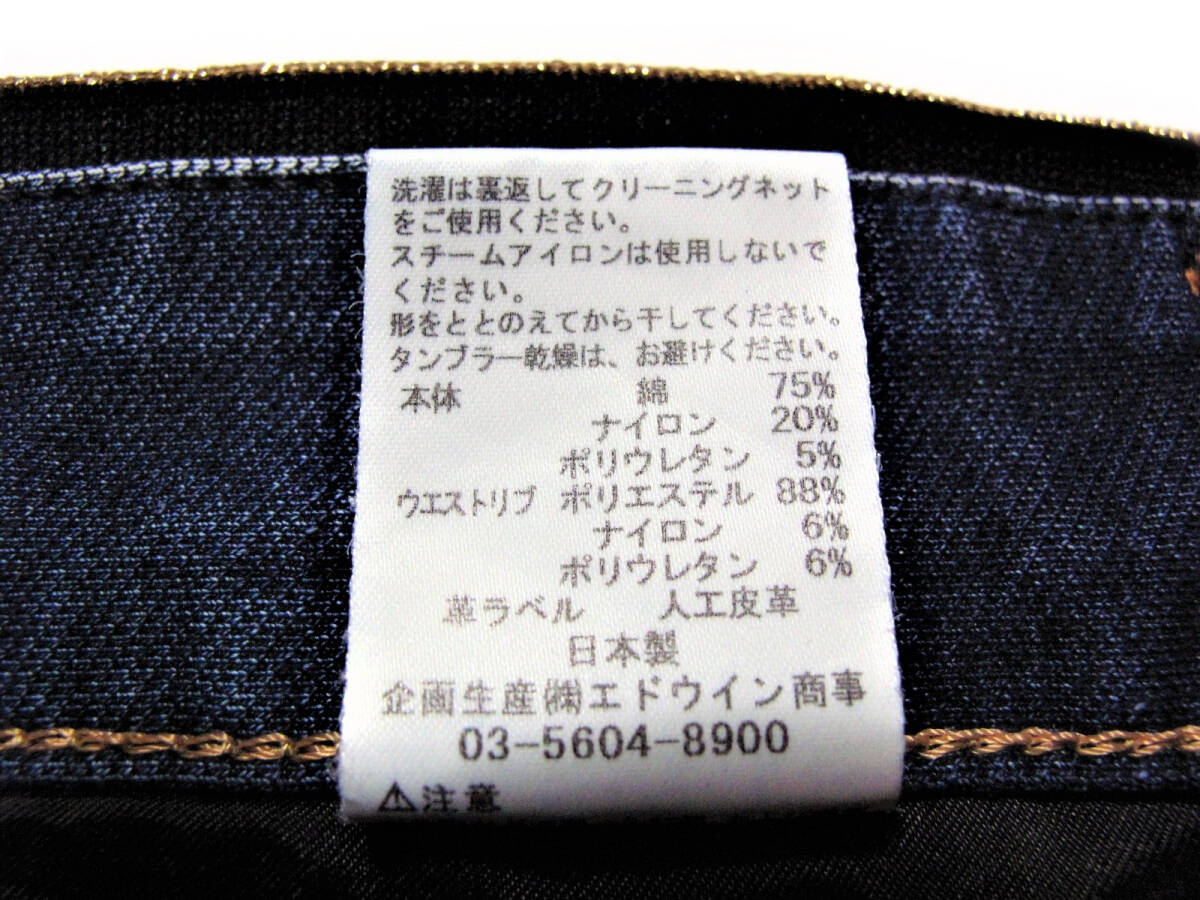 洗濯は裏返してクリーニングネット
をご使用ください。
スチームアイロンは使用しないで
ください。
形をととのえてから干してください。
タンブラー乾燥は、お避けください。
本体 綿 75%
ナイロン 20%
ポリウレタン 5%
ウエストリブ ポリエステル 88%
ナイロン 6%
ポリウレタン 6%
革ラベル 人工皮革
日本製
企画生産㈱エドウイン商事
03-5604-8900
⚠注意